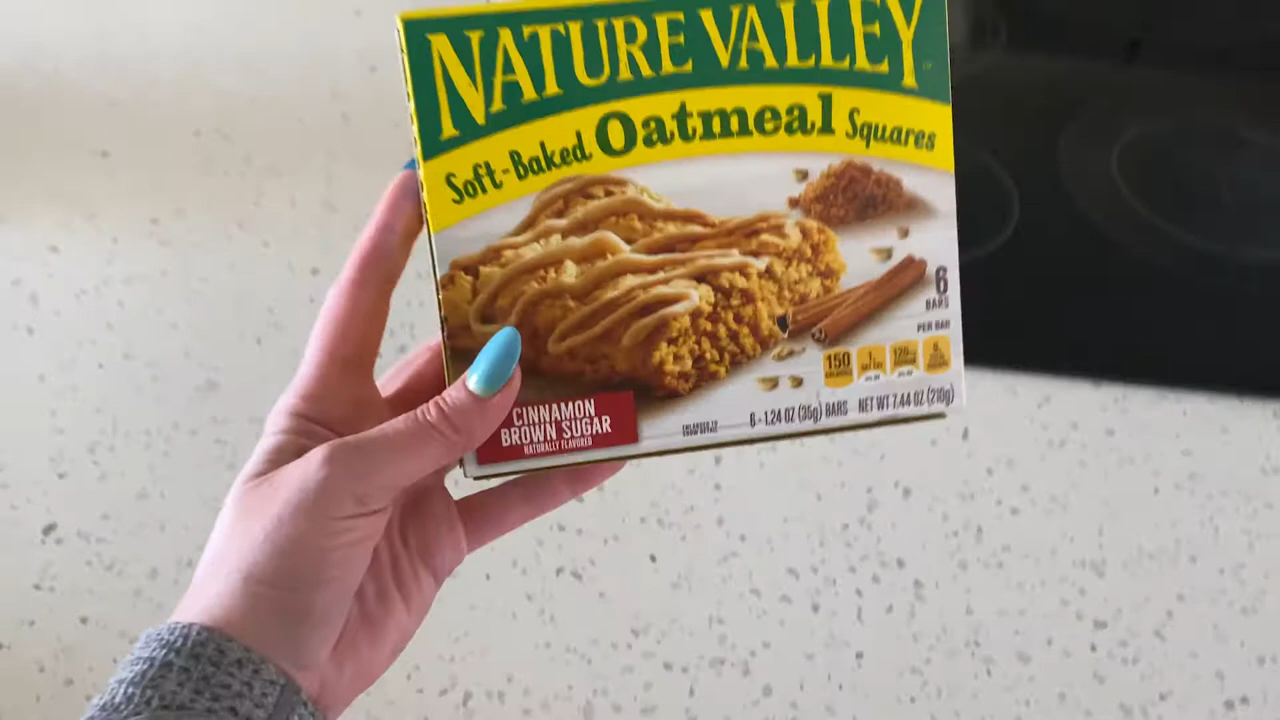 NATURE VALLEY
Soft-Baked Oatmeal Squares
6
BARS
PER BAR
150
CALORIES
CINNAMON
BROWN SUGAR
NATURALLY FLAVORED
6 - 1.24 OZ (35g) BARS NET WT 7.44 OZ (210g)